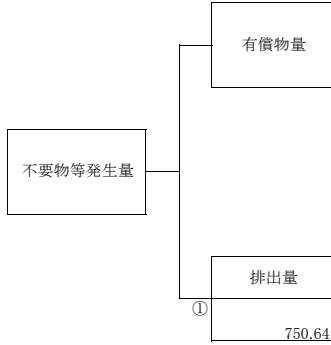 有償物量
不要物等発生量
排出量
①
750.64